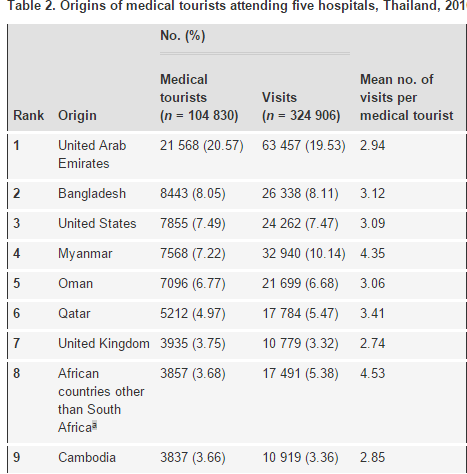 Table 2. Origins of medical tourists attending five hospitals, Thailand, 201
No. (%)
Rank Origin Medical tourists (n = 104 830) Visits (n = 324 906) Mean no. of visits per medical tourist
1 United Arab Emirates 21 568 (20.57) 63 457 (19.53) 2.94
2 Bangladesh 8443 (8.05) 26 338 (8.11) 3.12
3 United States 7855 (7.49) 24 262 (7.47) 3.09
4 Myanmar 7568 (7.22) 32 940 (10.14) 4.35
5 Oman 7096 (6.77) 21 699 (6.68) 3.06
6 Qatar 5212 (4.97) 17 784 (5.47) 3.41
7 United Kingdom 3935 (3.75) 10 779 (3.32) 2.74
8 African countries other than South Africaa 3857 (3.68) 17 491 (5.38) 4.53
9 Cambodia 3837 (3.66) 10 919 (3.36) 2.85